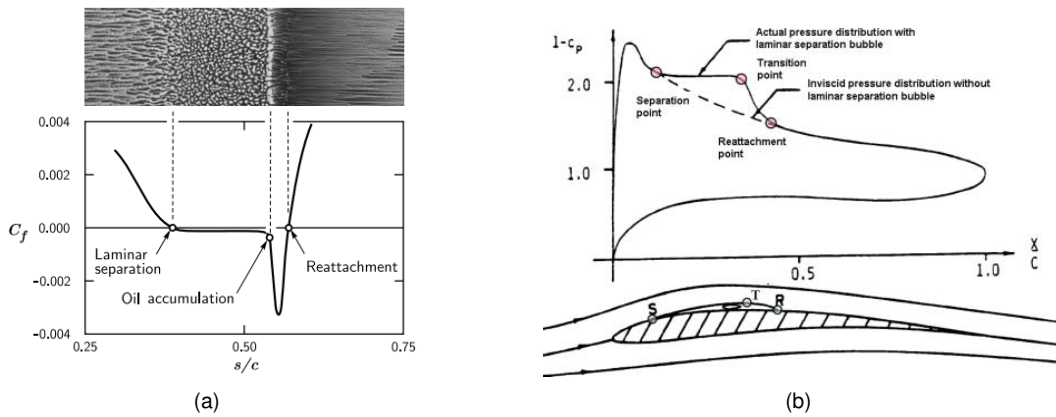 0.004
0.002
0.000
-0.002
-0.004
C_f
Laminar
separation
Oil accumulation
Reattachment
0.25
0.50
0.75
s/c
(a)
1-c_p
2.0
1.0
Actual pressure distribution with
laminar separation bubble
Transition
point
Inviscid pressure distribution without
laminar separation bubble
Separation
point
Reattachment
point
0.5
1.0
X
C
S
T
R
(b)